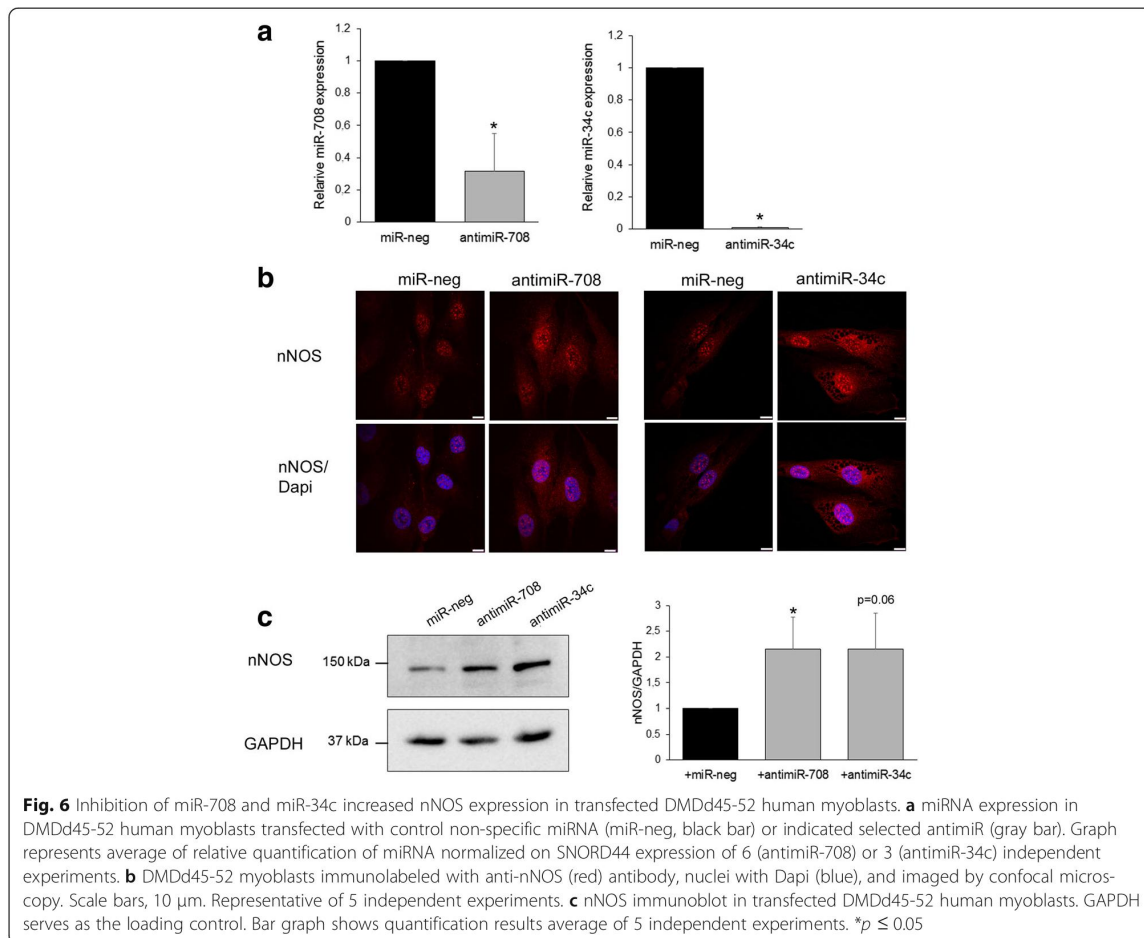 a
1.2
1
0.8
0.6
0.4
0.2
0
Relarive miR-708 expression
*
miR-neg antimiR-708
1.2
1
0.8
0.6
0.4
0.2
0
Relarive miR-34c expression
*
miR-neg antimiR-34c
b
miR-neg antimiR-708 miR-neg antimiR-34c
nNOS
nNOS/
Dapi
c
miR-neg antimiR-708 antimiR-34c
nNOS 150 kDa
GAPDH 37 kDa
3
2.5
2
1.5
1
0.5
0
nNOS/GAPDH
* p=0.06
+miR-neg +antimiR-708 +antimiR-34c
Fig. 6 Inhibition of miR-708 and miR-34c increased nNOS expression in transfected DMDd45-52 human myoblasts. a miRNA expression in
DMDd45-52 human myoblasts transfected with control non-specific miRNA (miR-neg, black bar) or indicated selected antimiR (gray bar). Graph
represents average of relative quantification of miRNA normalized on SNORD44 expression of 6 (antimiR-708) or 3 (antimiR-34c) independent
experiments. b DMDd45-52 myoblasts immunolabeled with anti-nNOS (red) antibody, nuclei with Dapi (blue), and imaged by confocal micros-
copy. Scale bars, 10 μm. Representative of 5 independent experiments. c nNOS immunoblot in transfected DMDd45-52 human myoblasts. GAPDH
serves as the loading control. Bar graph shows quantification results average of 5 independent experiments. *p ≤ 0.05